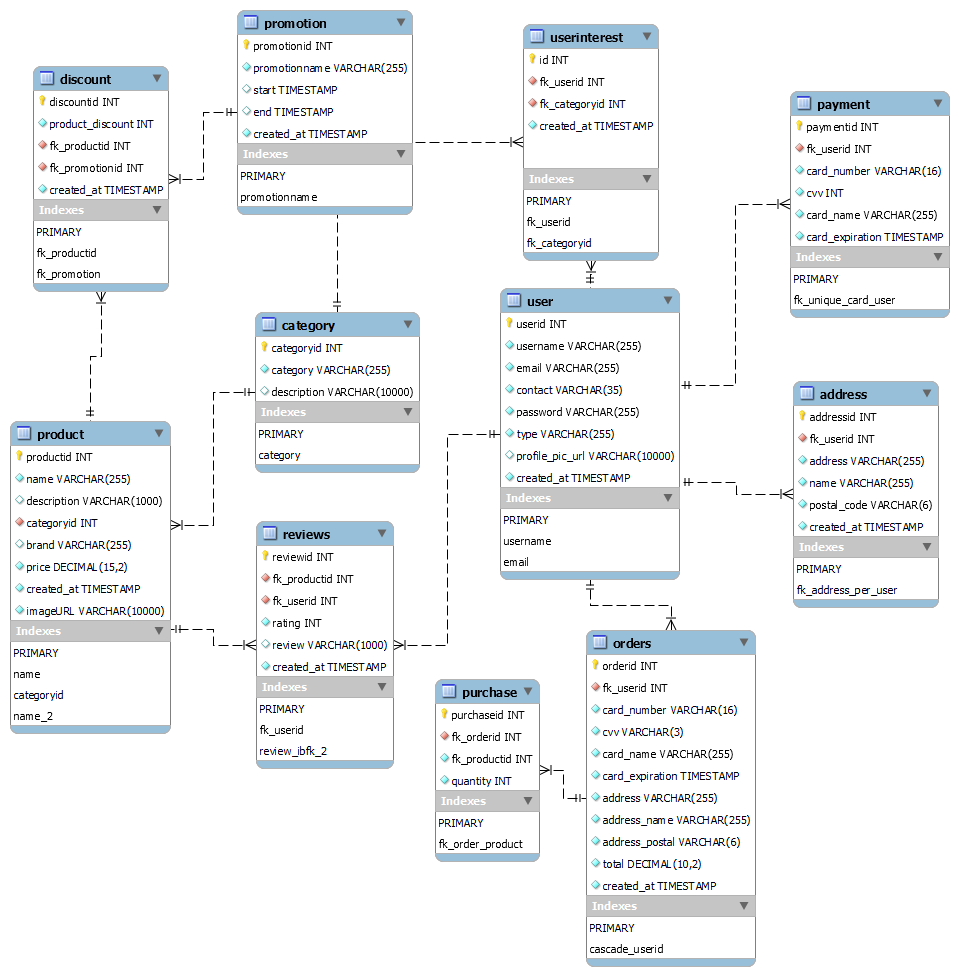 promotion
promotionid INT
promotionname VARCHAR(255)
start TIMESTAMP
end TIMESTAMP
created_at TIMESTAMP
Indexes
PRIMARY
promotionname
userinterest
id INT
fk_userid INT
fk_categoryid INT
created_at TIMESTAMP
Indexes
PRIMARY
fk_userid
fk_categoryid
discount
discountid INT
product_discount INT
fk_productid INT
fk_promotionid INT
created_at TIMESTAMP
Indexes
PRIMARY
fk_productid
fk_promotion
payment
paymentid INT
fk_userid INT
card_number VARCHAR(16)
cvv INT
card_name VARCHAR(255)
card_expiration TIMESTAMP
Indexes
PRIMARY
fk_unique_card_user
user
userid INT
username VARCHAR(255)
email VARCHAR(255)
contact VARCHAR(35)
password VARCHAR(255)
type VARCHAR(255)
profile_pic_url VARCHAR(10000)
created_at TIMESTAMP
Indexes
PRIMARY
username
email
category
categoryid INT
category VARCHAR(255)
description VARCHAR(10000)
Indexes
PRIMARY
category
address
addressid INT
fk_userid INT
address VARCHAR(255)
name VARCHAR(255)
postal_code VARCHAR(6)
created_at TIMESTAMP
Indexes
PRIMARY
fk_address_per_user
product
productid INT
name VARCHAR(255)
description VARCHAR(1000)
categoryid INT
brand VARCHAR(255)
price DECIMAL(15,2)
created_at TIMESTAMP
imageURL VARCHAR(10000)
Indexes
PRIMARY
name
categoryid
name_2
reviews
reviewid INT
fk_productid INT
fk_userid INT
rating INT
review VARCHAR(1000)
created_at TIMESTAMP
Indexes
PRIMARY
fk_userid
review_ibfk_2
orders
orderid INT
fk_userid INT
card_number VARCHAR(16)
cvv VARCHAR(3)
card_name VARCHAR(255)
card_expiration TIMESTAMP
address VARCHAR(255)
address_name VARCHAR(255)
address_postal VARCHAR(6)
total DECIMAL(10,2)
created_at TIMESTAMP
Indexes
PRIMARY
cascade_userid
purchase
purchaseid INT
fk_orderid INT
fk_productid INT
quantity INT
Indexes
PRIMARY
fk_order_product